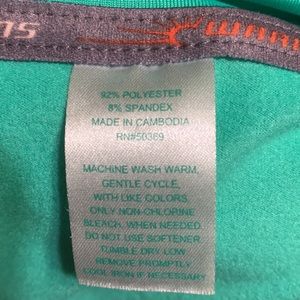 92% POLYESTER
8% SPANDEX
MADE IN CAMBODIA
RN#50369
MACHINE WASH WARM,
GENTLE CYCLE,
WITH LIKE COLORS.
ONLY NON-CHLORINE
BLEACH, WHEN NEEDED.
DO NOT USE SOFTENER.
TUMBLE DRY LOW.
REMOVE PROMPTLY.
COOL IRON IF NECESSARY